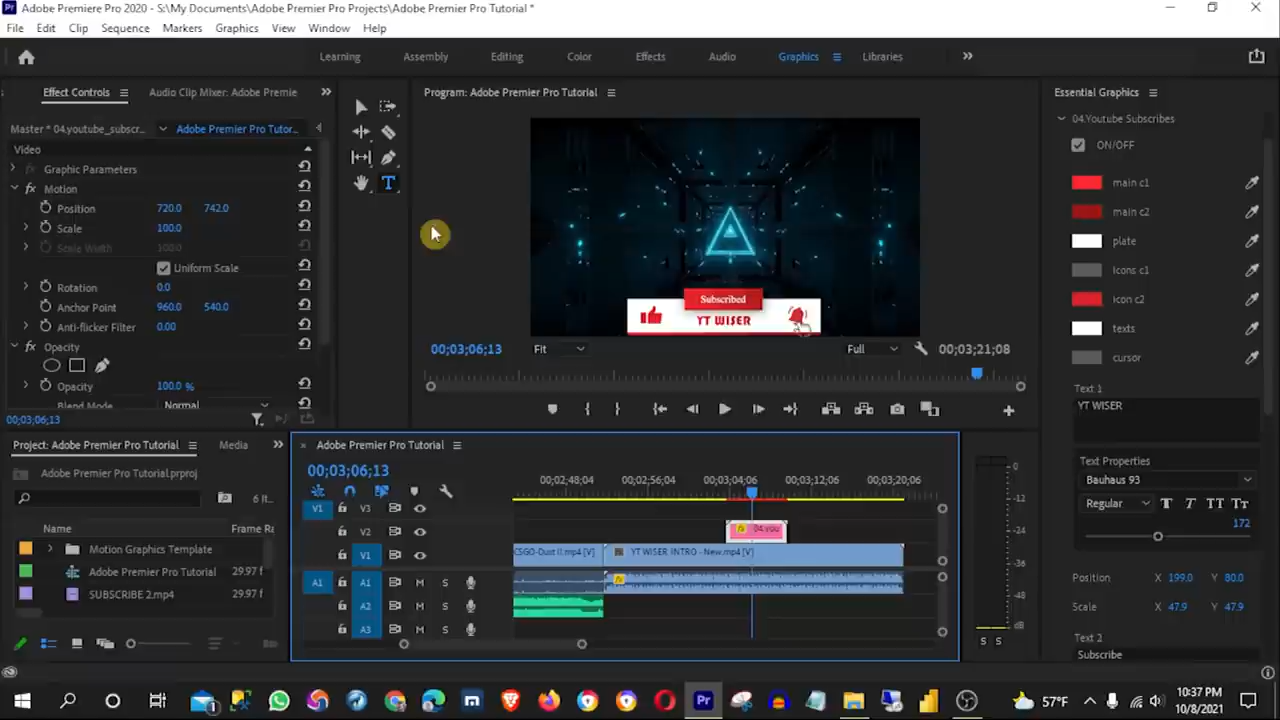 Adobe Premiere Pro 2020 - S:\My Documents\Adobe Premier Pro Projects\Adobe Premier Pro Tutorial *
File Edit Clip Sequence Markers Graphics View Window Help
Learning Assembly Editing Color Effects Audio Graphics Libraries
Effect Controls Audio Clip Mixer: Adobe Premie
Master * 04.youtube_subscr... Adobe Premier Pro Tutor...
Video
Graphic Parameters
Motion
Position 720.0 742.0
Scale 100.0
Scale Width 100.0
Uniform Scale
Rotation 0.0
Anchor Point 960.0 540.0
Anti-flicker Filter 0.00
Opacity
Opacity 100.0 %
Blend Mode Normal
00;03;06;13
Program: Adobe Premier Pro Tutorial
Subscribed
YT WISER
00;03;06;13 Fit Full 00;03;21;08
Essential Graphics
04.Youtube Subscribes
ON/OFF
main c1
main c2
plate
Icons c1
icon c2
texts
cursor
Text 1
YT WISER
Text Properties
Bauhaus 93
Regular T T TT Tт
172
Position X 199.0 Y 80.0
Scale X 47.9 Y 47.9
Text 2
Subscribe
Project: Adobe Premier Pro Tutorial Media
Adobe Premier Pro Tutorial.prproj
6 It...
Name Frame Ra
Motion Graphics Template
Adobe Premier Pro Tutorial 29.97 f
SUBSCRIBE 2.mp4 29.97 f
Adobe Premier Pro Tutorial
00;03;06;13
00;02;48;04 00;02;56;04 00;03;04;06 00;03;12;06 00;03;20;06
V1 V3
V2 04.you
V1 CSGO-Dust II.mp4 [V] YT WISER INTRO - New.mp4 [V]
A1 A1 M S
A2 M S
A3 M S
0
-12
-24
-36
-48
dB
S S
57°F
10:37 PM
10/8/2021